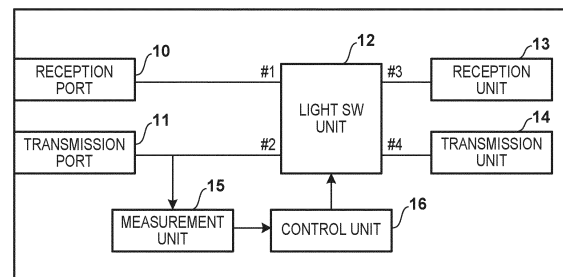 10
RECEPTION
PORT
#1
12
LIGHT SW
UNIT
#3
13
RECEPTION
UNIT
11
TRANSMISSION
PORT
#2
#4
14
TRANSMISSION
UNIT
15
MEASUREMENT
UNIT
CONTROL UNIT
16